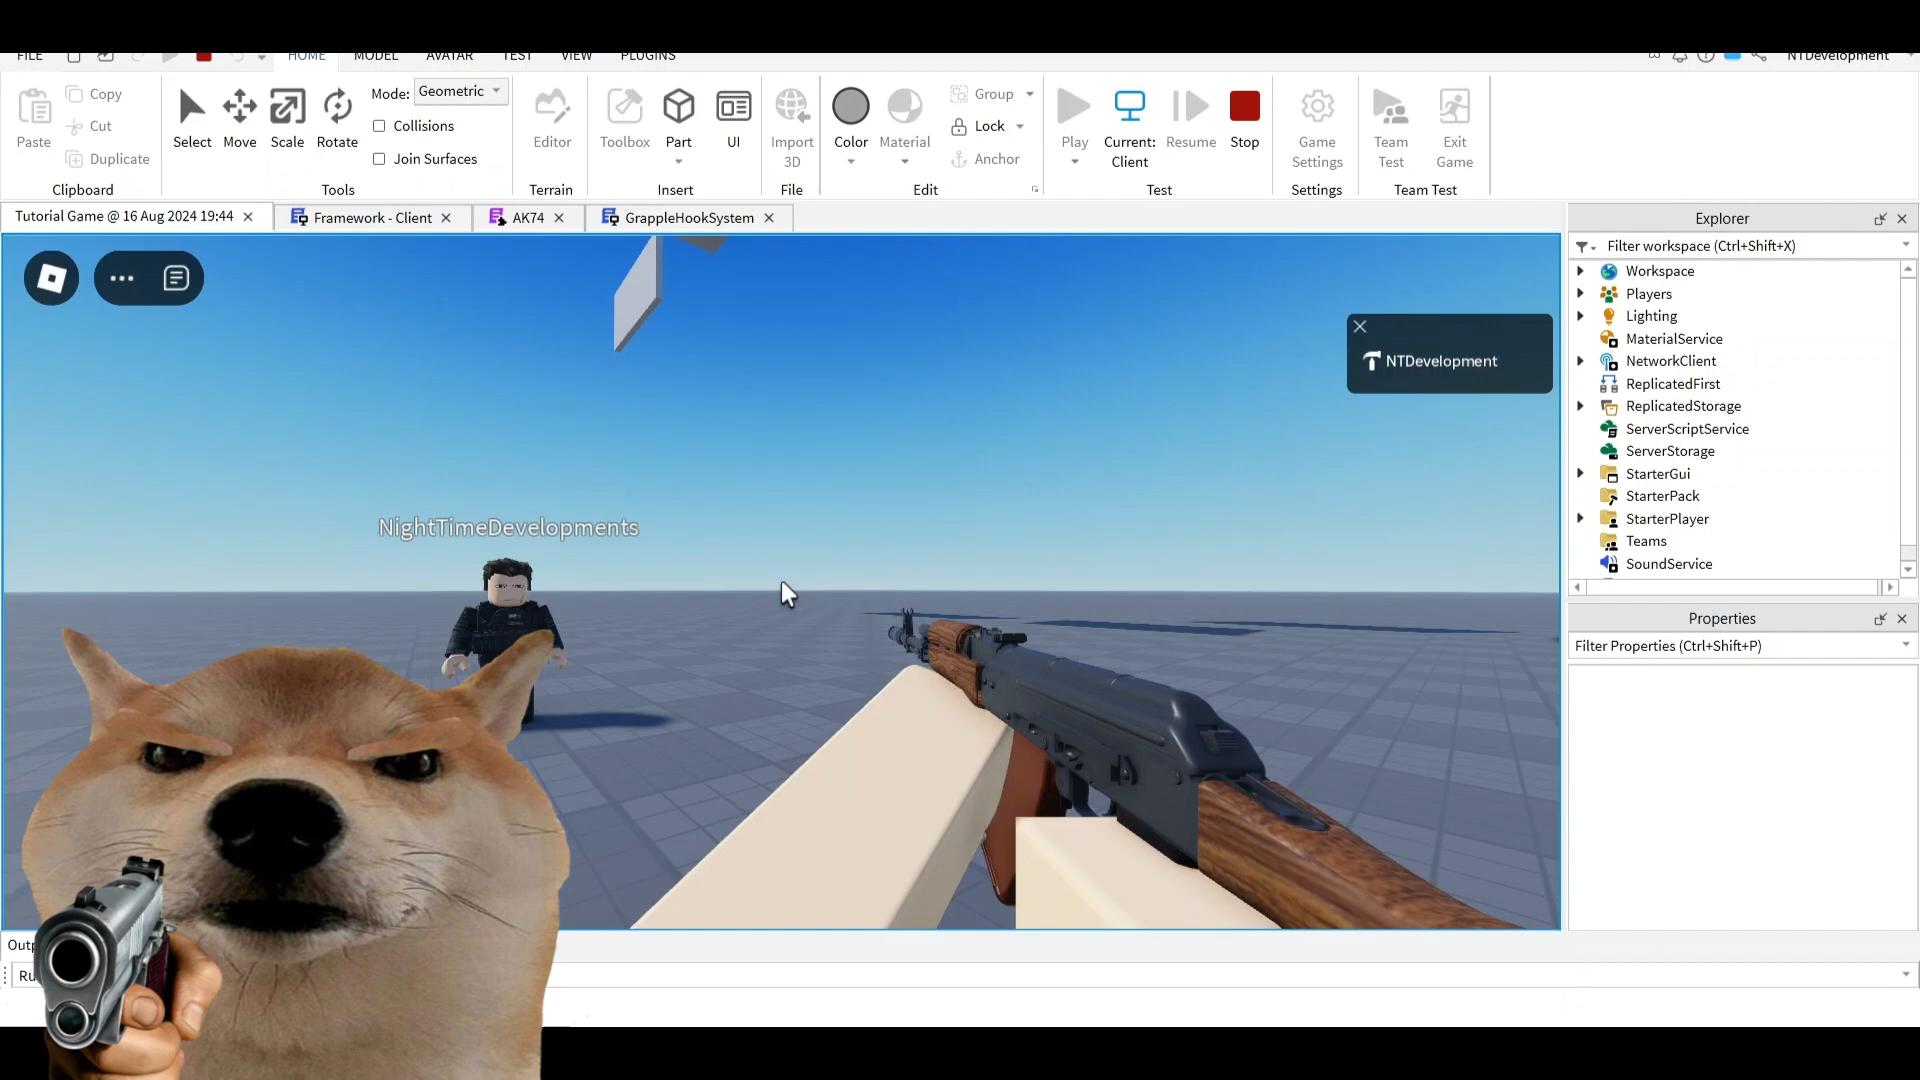 FILE HOME MODEL AVATAR TEST VIEW PLUGINS NTDevelopment
Paste Copy Cut Duplicate
Clipboard
Select Move Scale Rotate
Mode: Geometric
Collisions
Join Surfaces
Tools
Editor
Terrain
Toolbox Part UI
Insert
Import
3D
File
Color Material
Group
Lock
Anchor
Edit
Play Current:
Client
Resume Stop
Test
Game
Settings
Settings
Team
Test
Exit
Game
Team Test
Tutorial Game @ 16 Aug 2024 19:44 Framework - Client AK74 GrappleHookSystem
NTDevelopment
NightTimeDevelopments
Explorer
Filter workspace (Ctrl+Shift+X)
Workspace
Players
Lighting
MaterialService
NetworkClient
ReplicatedFirst
ReplicatedStorage
ServerScriptService
ServerStorage
StarterGui
StarterPack
StarterPlayer
Teams
SoundService
Properties
Filter Properties (Ctrl+Shift+P)
Outp
Ru